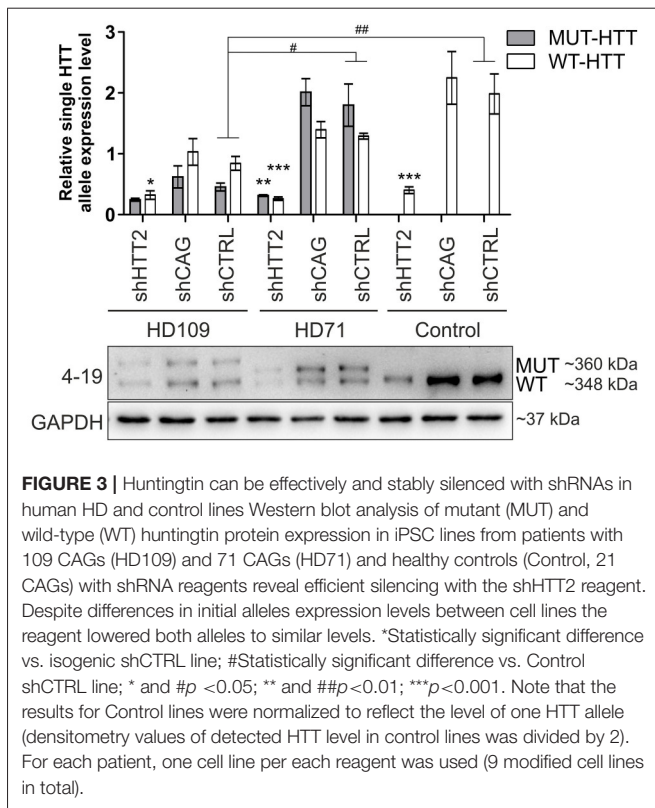 3
2
1
0
Relative single HTT
allele expression level
##
#
MUT-HTT
WT-HTT
*
**
***
***
shHTT2
shCAG
shCTRL
shHTT2
shCAG
shCTRL
shHTT2
shCAG
shCTRL
HD109
HD71
Control
4-19
MUT ~360 kDa
WT ~348 kDa
GAPDH
~37 kDa
FIGURE 3 | Huntingtin can be effectively and stably silenced with shRNAs in
human HD and control lines Western blot analysis of mutant (MUT) and
wild-type (WT) huntingtin protein expression in iPSC lines from patients with
109 CAGs (HD109) and 71 CAGs (HD71) and healthy controls (Control, 21
CAGs) with shRNA reagents reveal efficient silencing with the shHTT2 reagent.
Despite differences in initial alleles expression levels between cell lines the
reagent lowered both alleles to similar levels. *Statistically significant difference
vs. isogenic shCTRL line; #Statistically significant difference vs. Control
shCTRL line; * and #p <0.05; ** and ##p<0.01; ***p<0.001. Note that the
results for Control lines were normalized to reflect the level of one HTT allele
(densitometry values of detected HTT level in control lines was divided by 2).
For each patient, one cell line per each reagent was used (9 modified cell lines
in total).